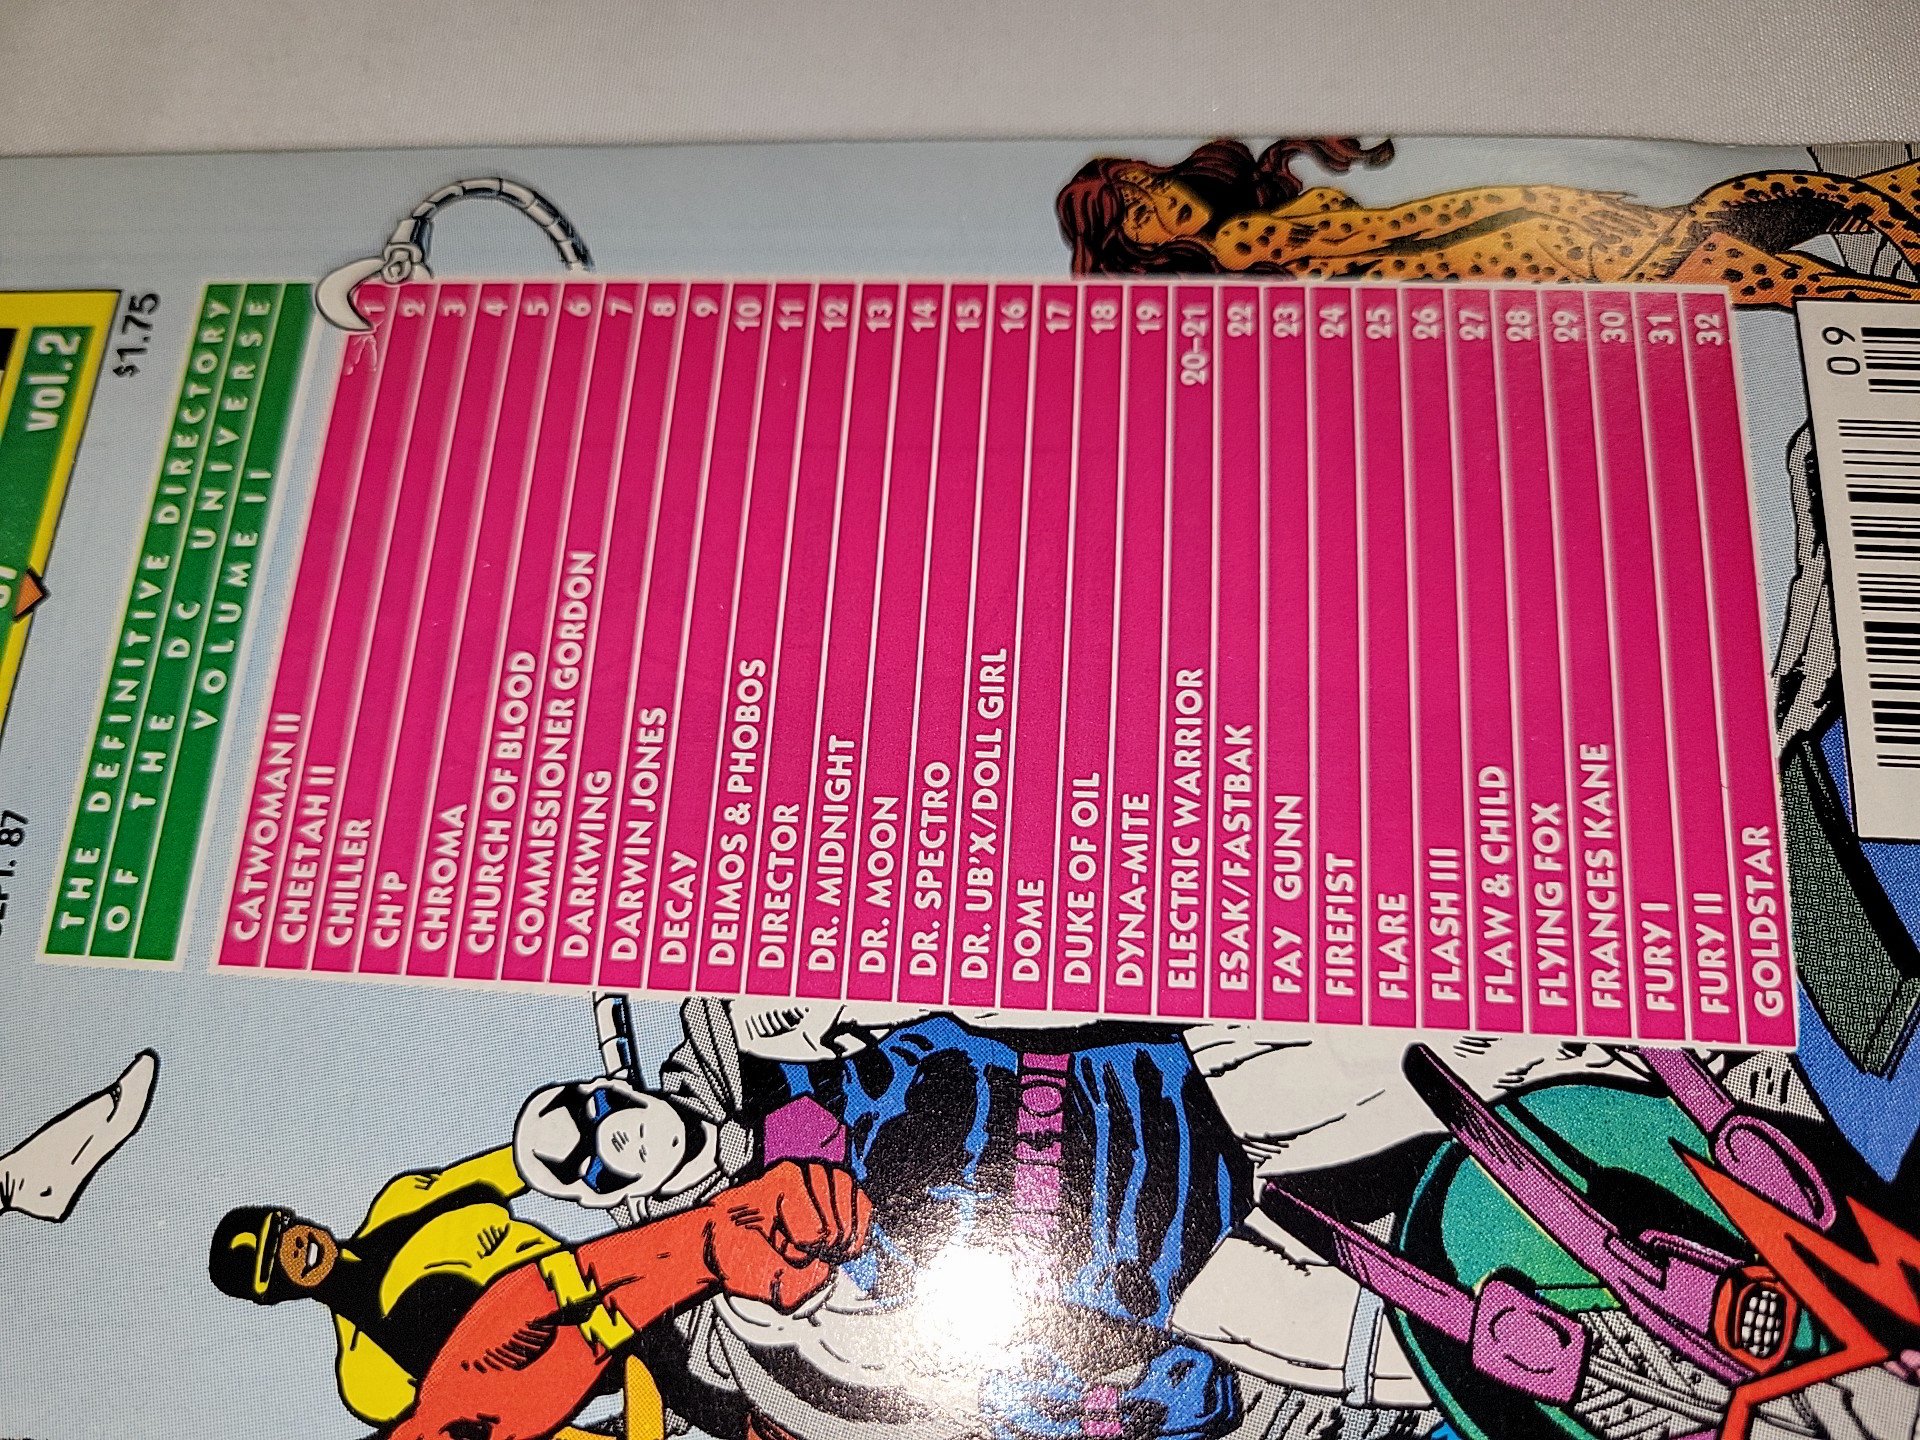 vol.2
$1.75
SEPT. 87
THE DEFINITIVE DIRECTORY
OF THE DC UNIVERSE
VOLUME II
CATWOMAN II 1
CHEETAH II 2
CHILLER 3
CH'P 4
CHROMA 5
CHURCH OF BLOOD 6
COMMISSIONER GORDON 7
DARKWING 8
DARWIN JONES 9
DECAY 10
DEIMOS & PHOBOS 11
DIRECTOR 12
DR. MIDNIGHT 13
DR. MOON 14
DR. SPECTRO 15
DR. UB'X/DOLL GIRL 16
DOME 17
DUKE OF OIL 18
DYNA-MITE 19
ELECTRIC WARRIOR 20-21
ESAK/FASTBAK 22
FAY GUNN 23
FIREFIST 24
FLARE 25
FLASH III 26
FLAW & CHILD 27
FLYING FOX 28
FRANCES KANE 29
FURY I 30
FURY II 31
GOLDSTAR 32
09